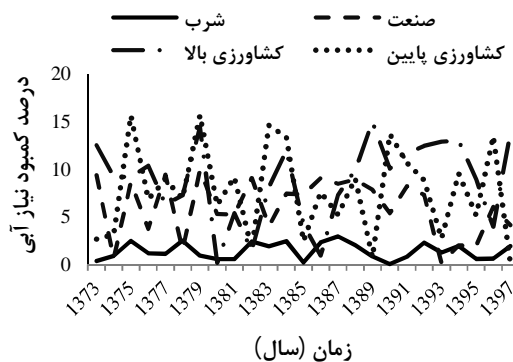 شرب صنعت
کشاورزی بالا کشاورزی پایین
درصد کمبود نیاز آبی
20
15
10
5
0
1373 1375 1377 1379 1381 1383 1385 1387 1389 1391 1393 1395 1397
زمان (سال)